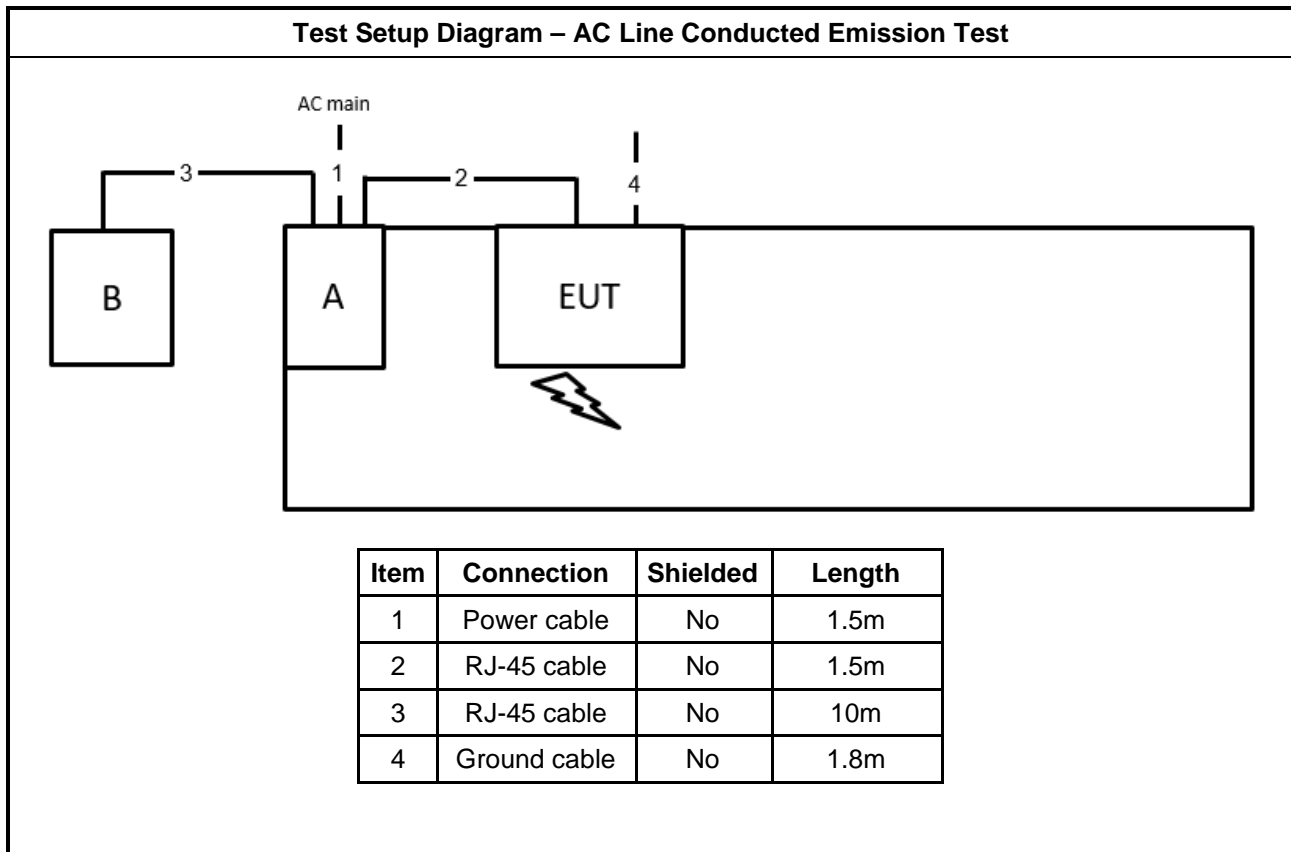 Test Setup Diagram – AC Line Conducted Emission Test
AC main
3
1
2
4
B
A
EUT
Item Connection Shielded Length
1 Power cable No 1.5m
2 RJ-45 cable No 1.5m
3 RJ-45 cable No 10m
4 Ground cable No 1.8m